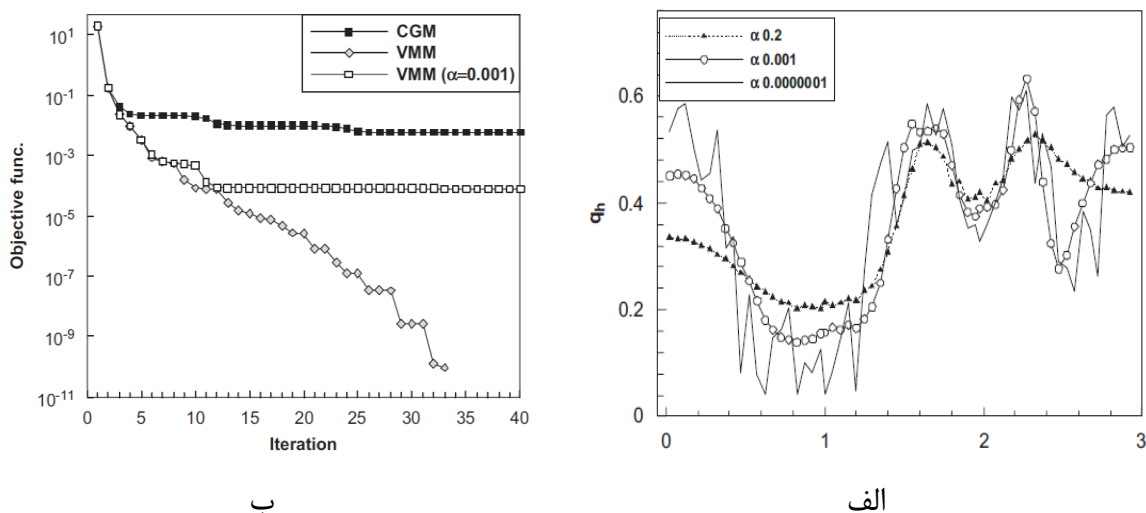 CGM
VMM
VMM (α=0.001)
Objective func.
10^1
10^-1
10^-3
10^-5
10^-7
10^-9
10^-11
0 5 10 15 20 25 30 35 40
Iteration
ب
α 0.2
α 0.001
α 0.0000001
q_h
0.6
0.4
0.2
0
0 1 2 3
الف